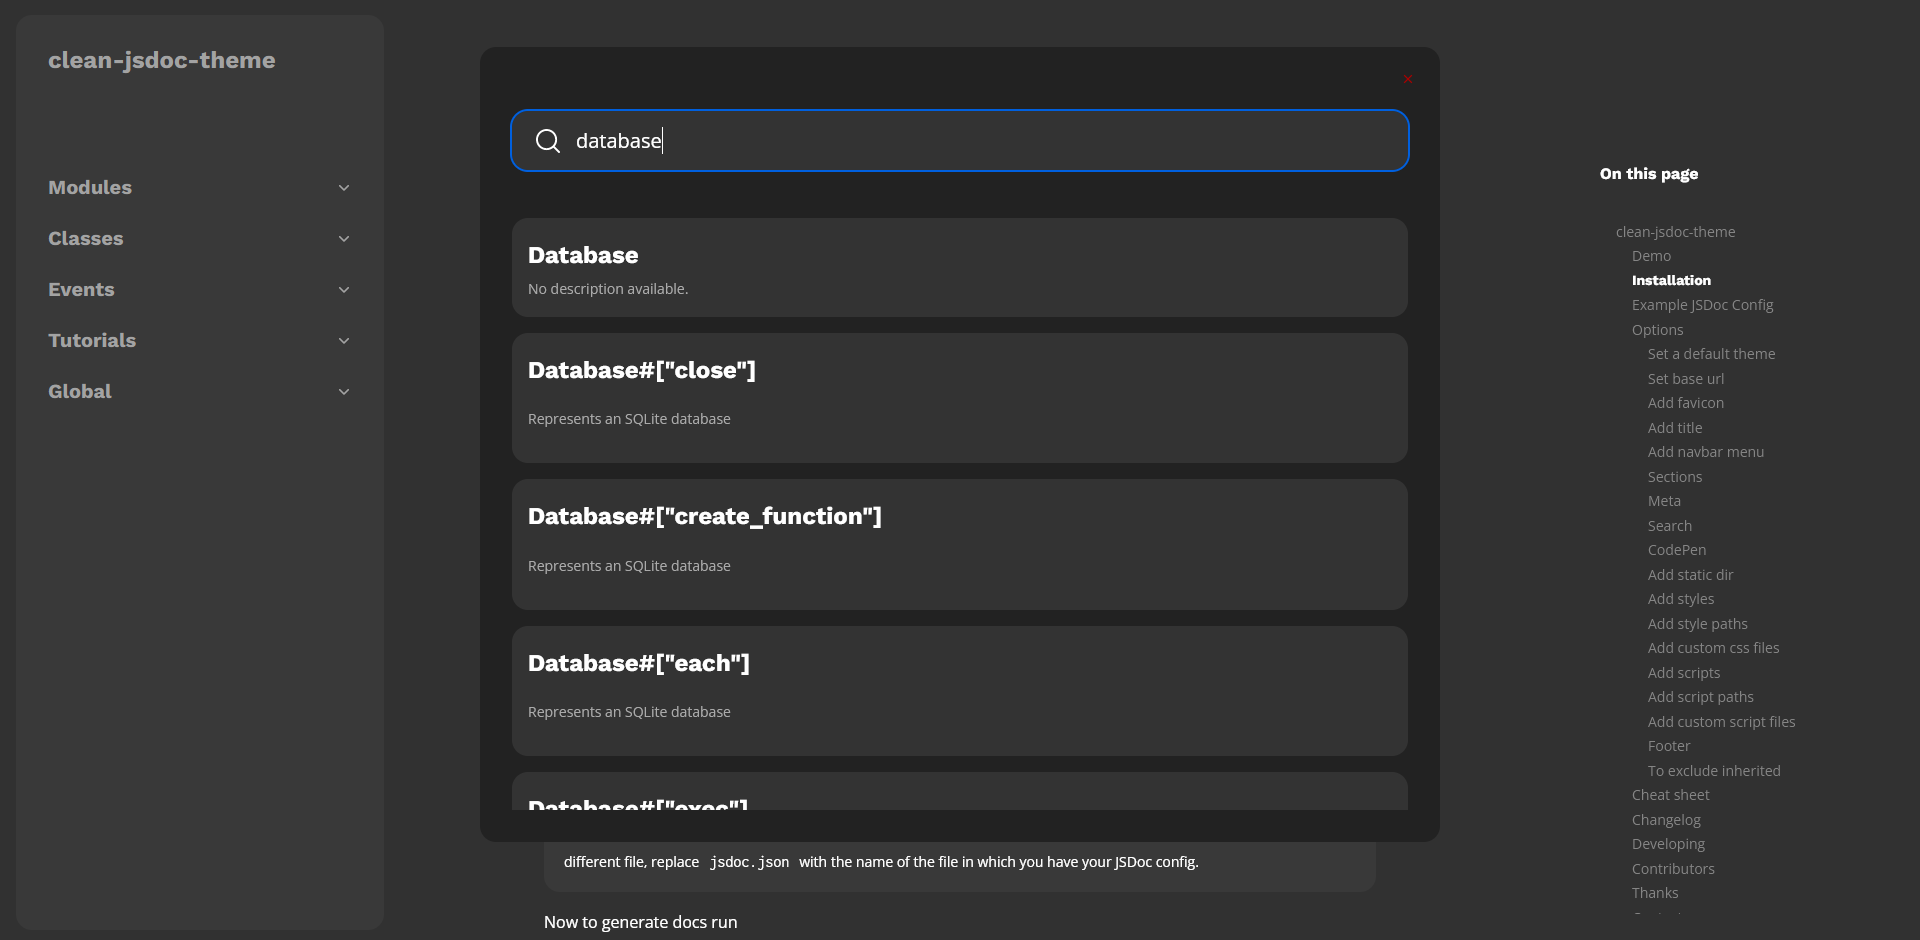 clean-jsdoc-theme
Modules
Classes
Events
Tutorials
Global
×
database
Database
No description available.
Database#["close"]
Represents an SQLite database
Database#["create_function"]
Represents an SQLite database
Database#["each"]
Represents an SQLite database
Database#["exec"]
different file, replace jsdoc.json with the name of the file in which you have your JSDoc config.
Now to generate docs run
On this page
clean-jsdoc-theme
Demo
Installation
Example JSDoc Config
Options
Set a default theme
Set base url
Add favicon
Add title
Add navbar menu
Sections
Meta
Search
CodePen
Add static dir
Add styles
Add style paths
Add custom css files
Add scripts
Add script paths
Add custom script files
Footer
To exclude inherited
Cheat sheet
Changelog
Developing
Contributors
Thanks